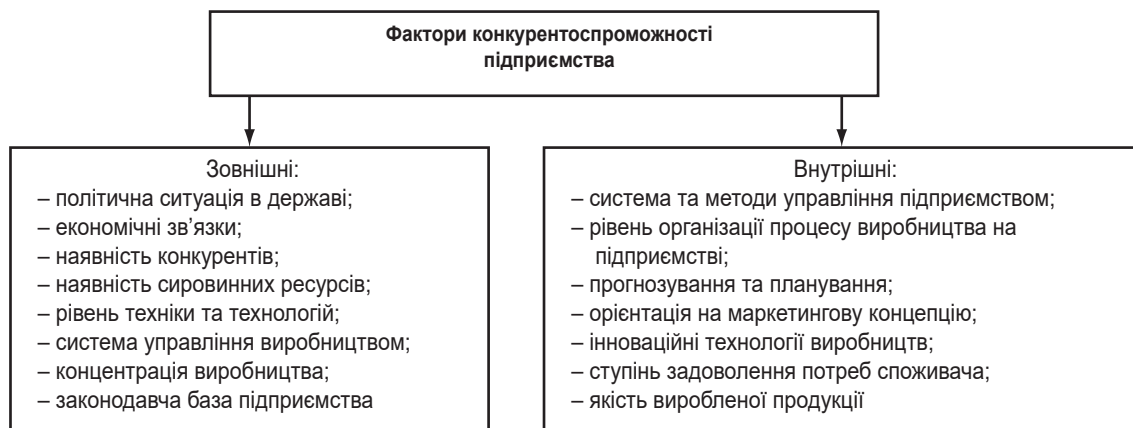 Фактори конкурентоспроможності
підприємства
Зовнішні:
– політична ситуація в державі;
– економічні зв’язки;
– наявність конкурентів;
– наявність сировинних ресурсів;
– рівень техніки та технологій;
– система управління виробництвом;
– концентрація виробництва;
– законодавча база підприємства
Внутрішні:
– система та методи управління підприємством;
– рівень організації процесу виробництва на
підприємстві;
– прогнозування та планування;
– орієнтація на маркетингову концепцію;
– інноваційні технології виробництв;
– ступінь задоволення потреб споживача;
– якість виробленої продукції